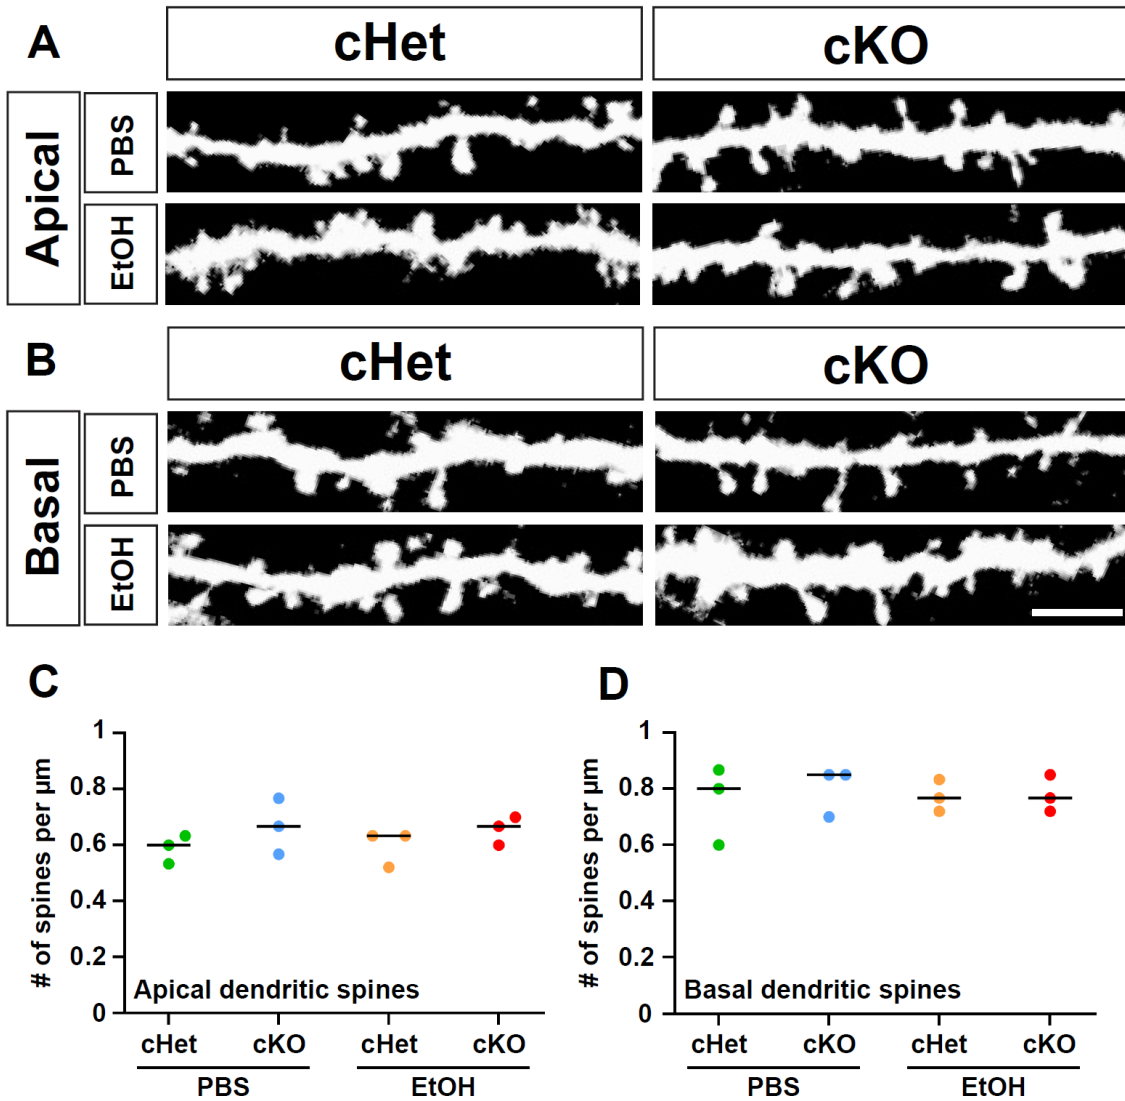 A
cHet
cKO
Apical
PBS
EtOH
B
cHet
cKO
Basal
PBS
EtOH
C
# of spines per µm
1
0.8
0.6
0.4
0.2
0
Apical dendritic spines
cHet cKO cHet cKO
PBS EtOH
D
# of spines per µm
1
0.8
0.6
0.4
0.2
0
Basal dendritic spines
cHet cKO cHet cKO
PBS EtOH